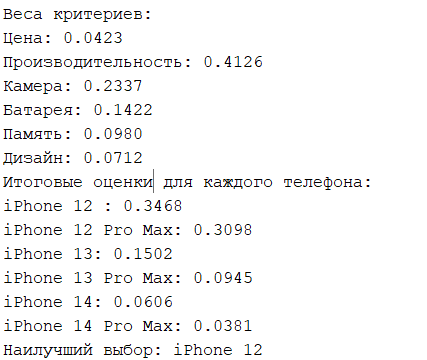 Веса критериев:
Цена: 0.0423
Производительность: 0.4126
Камера: 0.2337
Батарея: 0.1422
Память: 0.0980
Дизайн: 0.0712
Итоговые оценки для каждого телефона:
iPhone 12 : 0.3468
iPhone 12 Pro Max: 0.3098
iPhone 13: 0.1502
iPhone 13 Pro Max: 0.0945
iPhone 14: 0.0606
iPhone 14 Pro Max: 0.0381
Наилучший выбор: iPhone 12